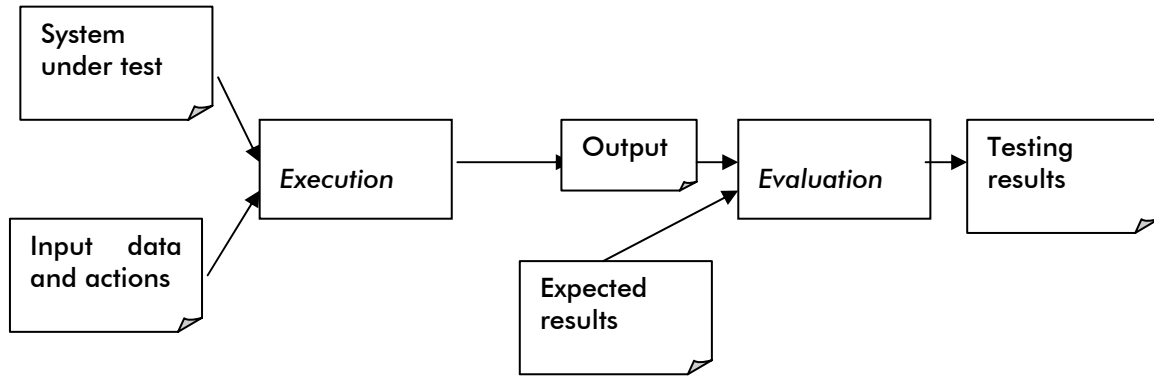 System
under test
Input data
and actions
Execution
Output
Expected
results
Evaluation
Testing
results